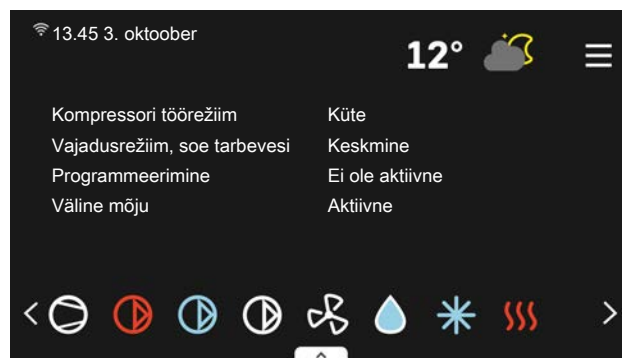 13.45 3. oktoober
12°
Kompressori töörežiim Küte
Vajadusrežiim, soe tarbevesi Keskmine
Programmeerimine Ei ole aktiivne
Väline mõju Aktiivne